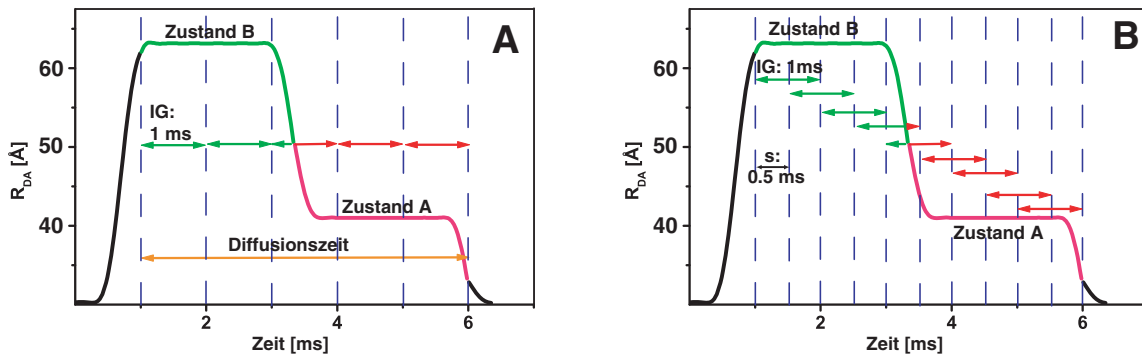 A
Zustand B
60
IG:
1 ms
50
R_DA [Å]
Zustand A
40
Diffusionszeit
2 4 6
Zeit [ms]
B
Zustand B
60
IG: 1ms
50
s:
0.5 ms
R_DA [Å]
40
Zustand A
2 4 6
Zeit [ms]